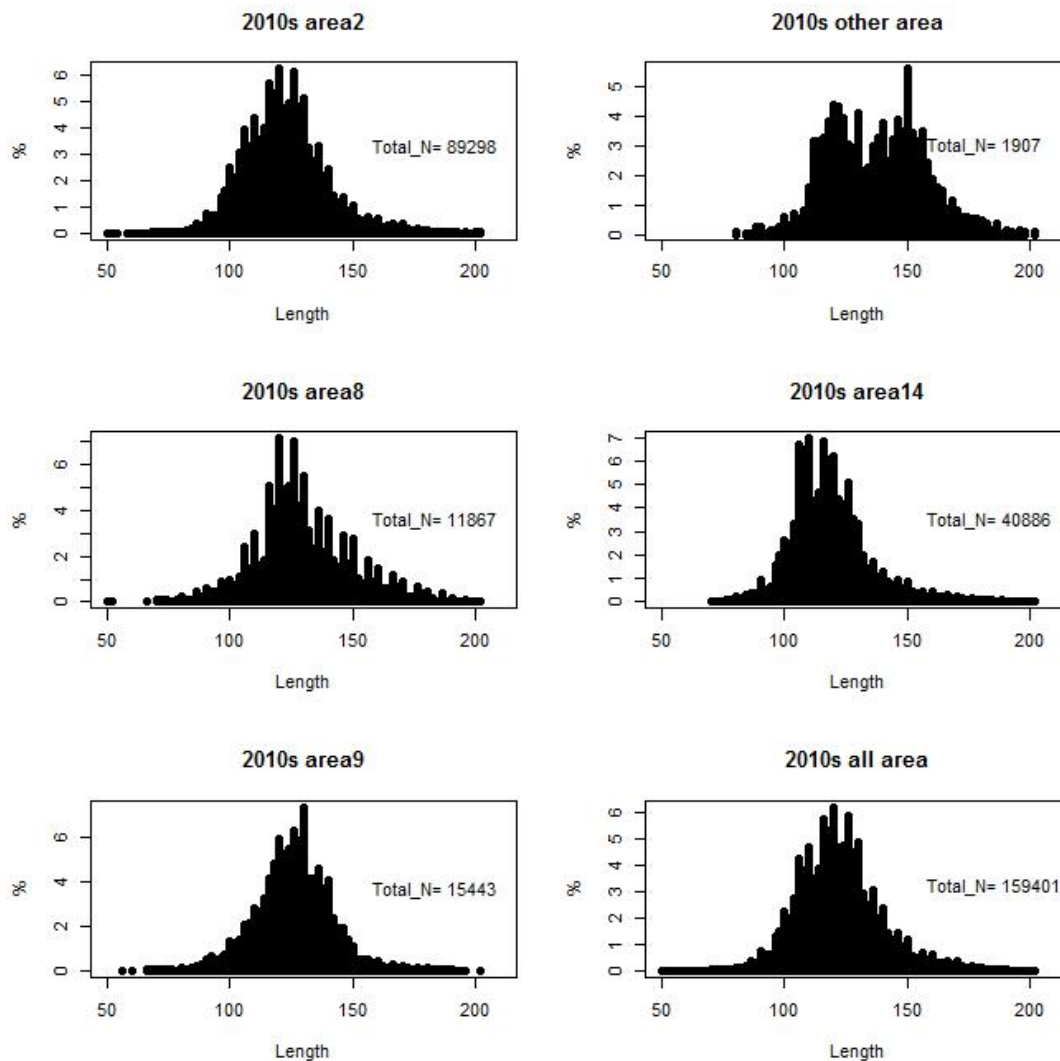 2010s area2
6
5
4
3
2
1
0
%
Total_N= 89298
50 100 150 200
Length
2010s other area
5
4
3
2
1
0
%
Total_N= 1907
50 100 150 200
Length
2010s area8
6
4
2
0
%
Total_N= 11867
50 100 150 200
Length
2010s area14
7
6
5
4
3
2
1
0
%
Total_N= 40886
50 100 150 200
Length
2010s area9
6
4
2
0
%
Total_N= 15443
50 100 150 200
Length
2010s all area
6
5
4
3
2
1
0
%
Total_N= 159401
50 100 150 200
Length